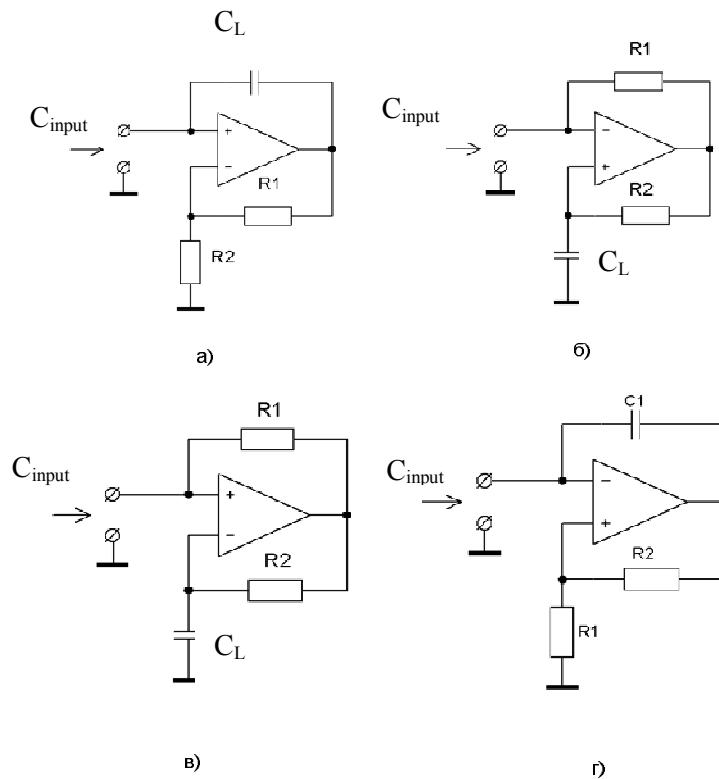 C_L
C_input
+
−
R1
R2
а)
R1
C_input
−
+
R2
C_L
б)
R1
C_input
+
−
R2
C_L
в)
C1
C_input
−
+
R2
R1
г)